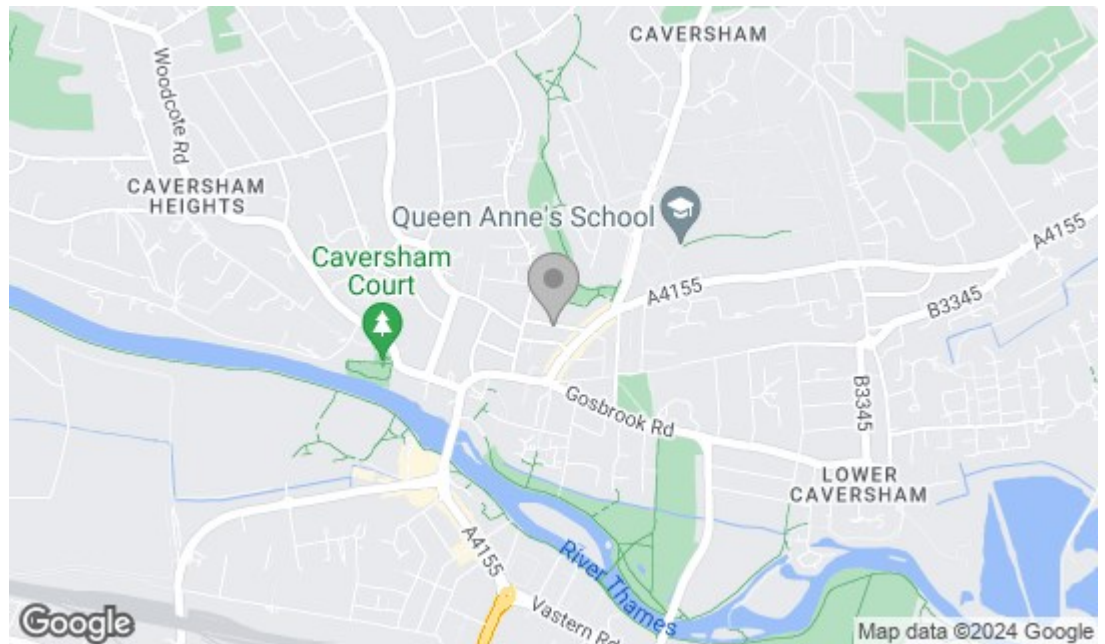 CAVERSHAM
Woodcote Rd
CAVERSHAM
HEIGHTS
Queen Anne's School
A4155
Caversham
Court
A4155
B3345
B3345
Gosbrook Rd
LOWER
CAVERSHAM
A4155
River Thames
Vastern Rd
Google
Map data ©2024 Google